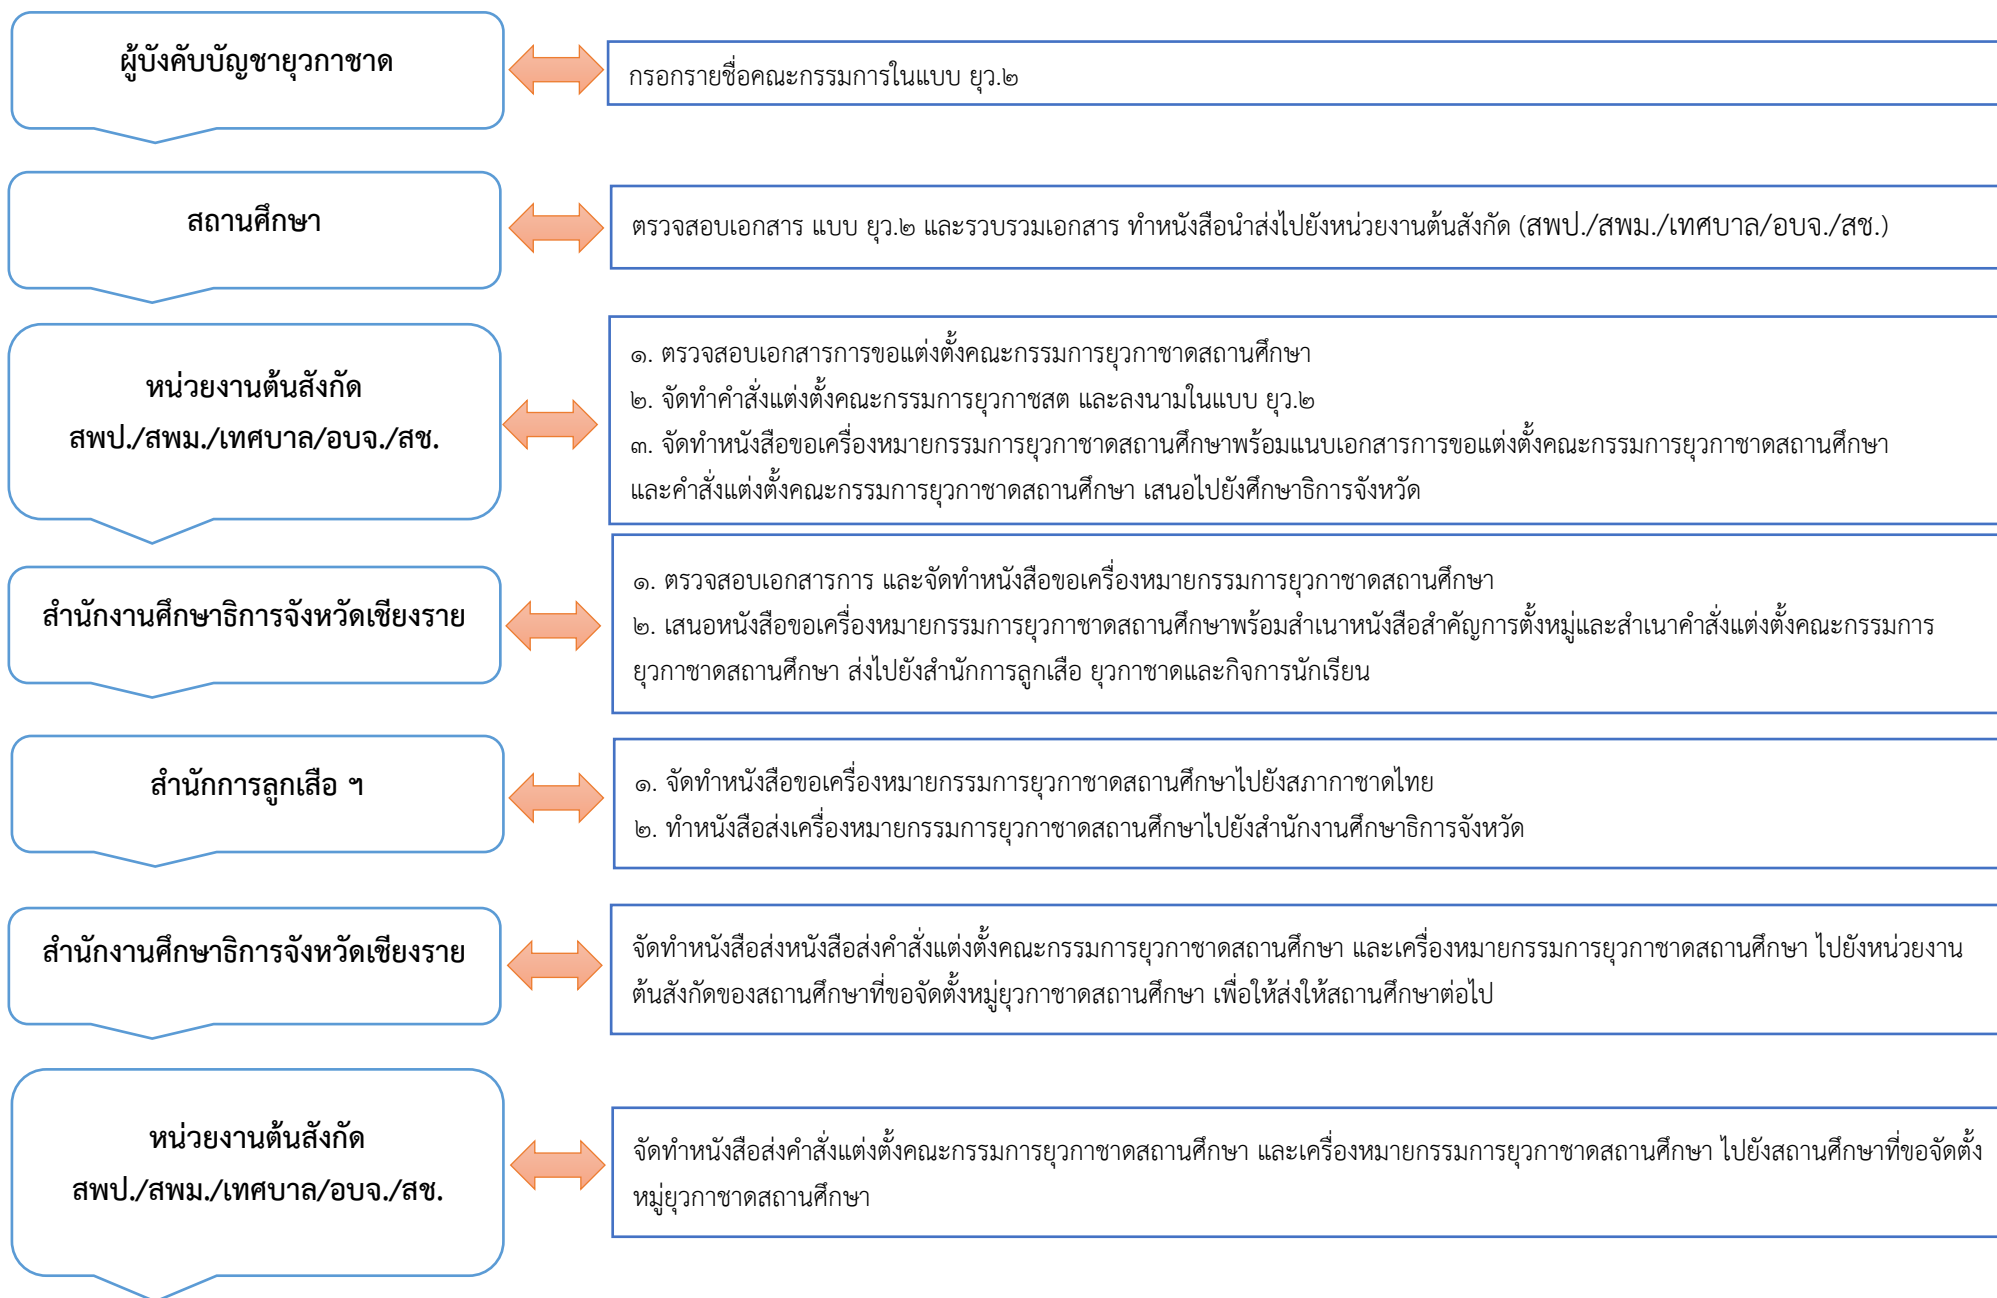 ผู้บังคับบัญชายุวกาชาด
กรอกรายชื่อคณะกรรมการในแบบ ยุว.๒
สถานศึกษา
ตรวจสอบเอกสาร แบบ ยุว.๒ และรวบรวมเอกสาร ทำหนังสือนำส่งไปยังหน่วยงานต้นสังกัด (สพป./สพม./เทศบาล/อบจ./สช.)
หน่วยงานต้นสังกัด
สพป./สพม./เทศบาล/อบจ./สช.
๑. ตรวจสอบเอกสารการขอแต่งตั้งคณะกรรมการยุวกาชาดสถานศึกษา
๒. จัดทำคำสั่งแต่งตั้งคณะกรรมการยุวกาชสต และลงนามในแบบ ยุว.๒
๓. จัดทำหนังสือขอเครื่องหมายกรรมการยุวกาชาดสถานศึกษาพร้อมแนบเอกสารการขอแต่งตั้งคณะกรรมการยุวกาชาดสถานศึกษา
และคำสั่งแต่งตั้งคณะกรรมการยุวกาชาดสถานศึกษา เสนอไปยังศึกษาธิการจังหวัด
สำนักงานศึกษาธิการจังหวัดเชียงราย
๑. ตรวจสอบเอกสารการ และจัดทำหนังสือขอเครื่องหมายกรรมการยุวกาชาดสถานศึกษา
๒. เสนอหนังสือขอเครื่องหมายกรรมการยุวกาชาดสถานศึกษาพร้อมสำเนาหนังสือสำคัญการตั้งหมู่และสำเนาคำสั่งแต่งตั้งคณะกรรมการ
ยุวกาชาดสถานศึกษา ส่งไปยังสำนักการลูกเสือ ยุวกาชาดและกิจการนักเรียน
สำนักการลูกเสือ ฯ
๑. จัดทำหนังสือขอเครื่องหมายกรรมการยุวกาชาดสถานศึกษาไปยังสภากาชาดไทย
๒. ทำหนังสือส่งเครื่องหมายกรรมการยุวกาชาดสถานศึกษาไปยังสำนักงานศึกษาธิการจังหวัด
สำนักงานศึกษาธิการจังหวัดเชียงราย
จัดทำหนังสือส่งหนังสือส่งคำสั่งแต่งตั้งคณะกรรมการยุวกาชาดสถานศึกษา และเครื่องหมายกรรมการยุวกาชาดสถานศึกษา ไปยังหน่วยงาน
ต้นสังกัดของสถานศึกษาที่ขอจัดตั้งหมู่ยุวกาชาดสถานศึกษา เพื่อให้ส่งให้สถานศึกษาต่อไป
หน่วยงานต้นสังกัด
สพป./สพม./เทศบาล/อบจ./สช.
จัดทำหนังสือส่งคำสั่งแต่งตั้งคณะกรรมการยุวกาชาดสถานศึกษา และเครื่องหมายกรรมการยุวกาชาดสถานศึกษา ไปยังสถานศึกษาที่ขอจัดตั้ง
หมู่ยุวกาชาดสถานศึกษา